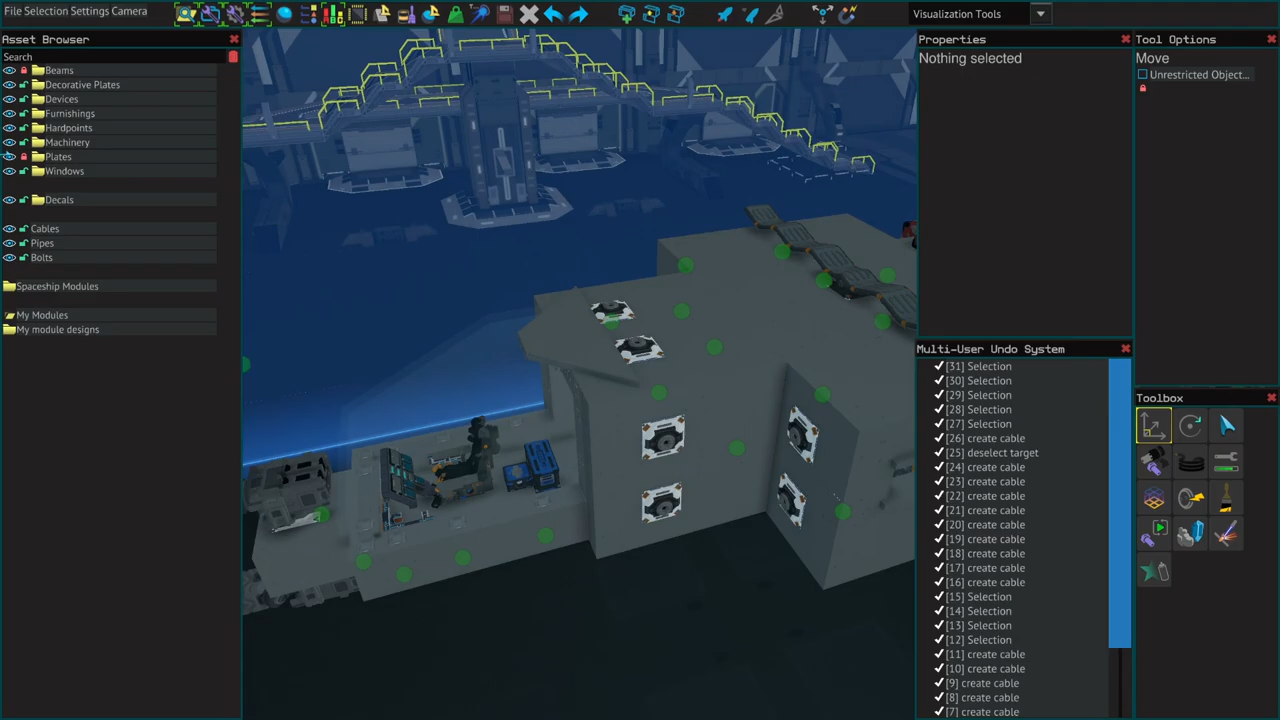 File Selection Settings Camera
Visualization Tools
Asset Browser
Search
Beams
Decorative Plates
Devices
Furnishings
Hardpoints
Machinery
Plates
Windows
Decals
Cables
Pipes
Bolts
Spaceship Modules
My Modules
My module designs
Properties
Nothing selected
Tool Options
Move
Unrestricted Object...
Multi-User Undo System
[31] Selection
[30] Selection
[29] Selection
[28] Selection
[27] Selection
[26] create cable
[25] deselect target
[24] create cable
[23] create cable
[22] create cable
[21] create cable
[20] create cable
[19] create cable
[18] create cable
[17] create cable
[16] create cable
[15] Selection
[14] Selection
[13] Selection
[12] Selection
[11] create cable
[10] create cable
[9] create cable
[8] create cable
[7] create cable
Toolbox